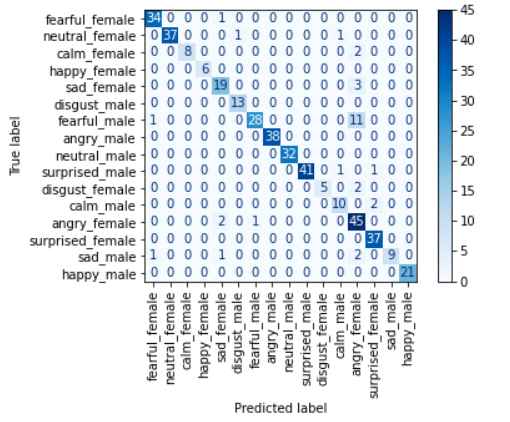 fearful_female 34 0 0 0 1 0 0 0 0 0 0 0 0 0 0 0
neutral_female 0 37 0 0 0 1 0 0 0 0 0 1 0 0 0 0
calm_female 0 0 8 0 0 0 0 0 0 0 0 0 2 0 0 0
happy_female 0 0 0 6 0 0 0 0 0 0 0 0 0 0 0 0
sad_female 0 0 0 0 19 0 0 0 0 0 0 0 3 0 0 0
disgust_male 0 0 0 0 0 13 0 0 0 0 0 0 0 0 0 0
fearful_male 1 0 0 0 0 0 28 0 0 0 0 0 11 0 0 0
angry_male 0 0 0 0 0 0 0 38 0 0 0 0 0 0 0 0
neutral_male 0 0 0 0 0 0 0 0 32 0 0 0 0 0 0 0
surprised_male 0 0 0 0 0 0 0 0 0 41 0 1 0 1 0 0
disgust_female 0 0 0 0 0 0 0 0 0 0 5 0 2 0 0 0
calm_male 0 0 0 0 0 0 0 0 0 0 0 10 0 2 0 0
angry_female 0 0 0 0 2 0 1 0 0 0 0 0 45 0 0 0
surprised_female 0 0 0 0 0 0 0 0 0 0 0 0 0 37 0 0
sad_male 1 0 0 0 1 0 0 0 0 0 0 0 2 0 9 0
happy_male 0 0 0 0 0 0 0 0 0 0 0 0 0 0 0 21
True label
fearful_female
neutral_female
calm_female
happy_female
sad_female
disgust_male
fearful_male
angry_male
neutral_male
surprised_male
disgust_female
calm_male
angry_female
surprised_female
sad_male
happy_male
Predicted label
45
40
35
30
25
20
15
10
5
0